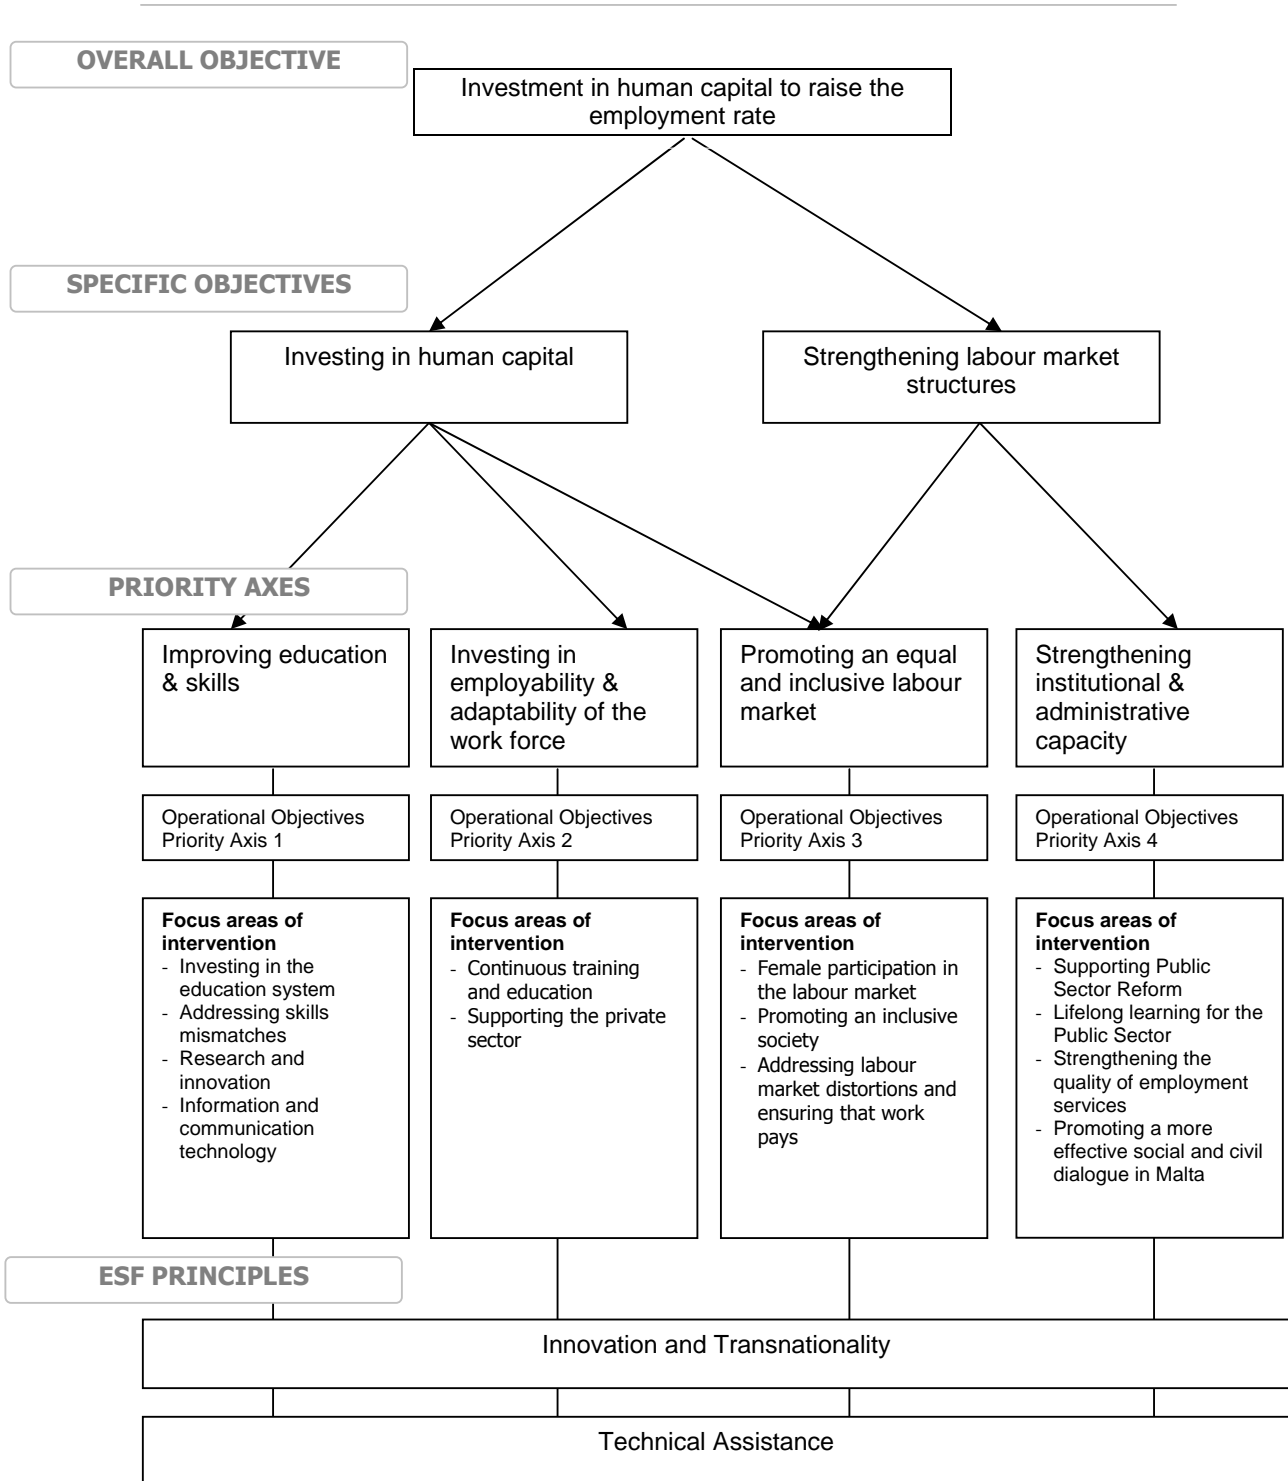 OVERALL OBJECTIVE
Investment in human capital to raise the
employment rate
SPECIFIC OBJECTIVES
Investing in human capital
Strengthening labour market
structures
PRIORITY AXES
Improving education
& skills
Investing in
employability &
adaptability of the
work force
Promoting an equal
and inclusive labour
market
Strengthening
institutional &
administrative
capacity
Operational Objectives
Priority Axis 1
Operational Objectives
Priority Axis 2
Operational Objectives
Priority Axis 3
Operational Objectives
Priority Axis 4
Focus areas of
intervention
- Investing in the
education system
- Addressing skills
mismatches
- Research and
innovation
- Information and
communication
technology
Focus areas of
intervention
- Continuous training
and education
- Supporting the private
sector
Focus areas of
intervention
- Female participation in
the labour market
- Promoting an inclusive
society
- Addressing labour
market distortions and
ensuring that work
pays
Focus areas of
intervention
- Supporting Public
Sector Reform
- Lifelong learning for the
Public Sector
- Strengthening the
quality of employment
services
- Promoting a more
effective social and civil
dialogue in Malta
ESF PRINCIPLES
Innovation and Transnationality
Technical Assistance